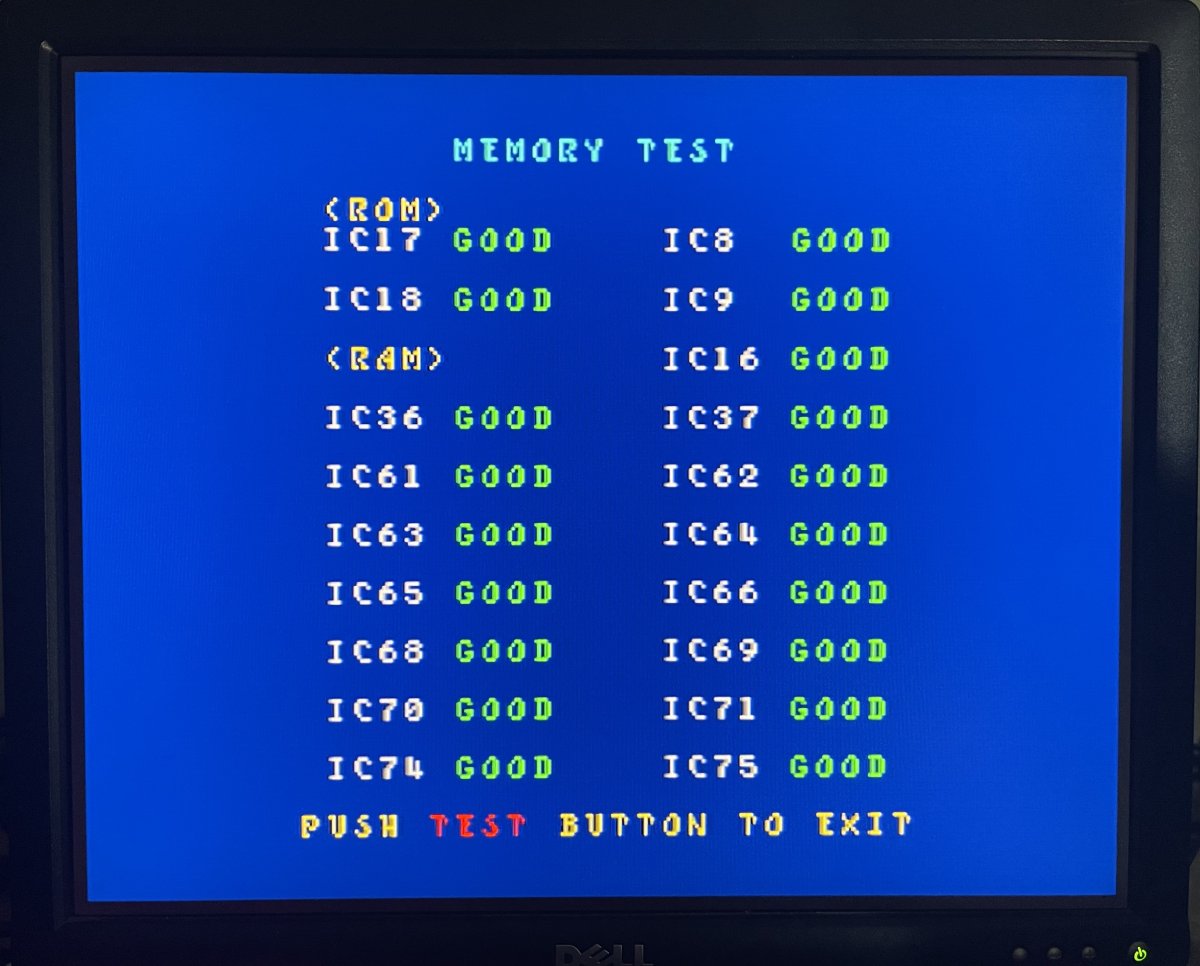 MEMORY TEST
<ROM>
IC17 GOOD IC8 GOOD
IC18 GOOD IC9 GOOD
<RAM> IC16 GOOD
IC36 GOOD IC37 GOOD
IC61 GOOD IC62 GOOD
IC63 GOOD IC64 GOOD
IC65 GOOD IC66 GOOD
IC68 GOOD IC69 GOOD
IC70 GOOD IC71 GOOD
IC74 GOOD IC75 GOOD
PUSH TEST BUTTON TO EXIT
DELL